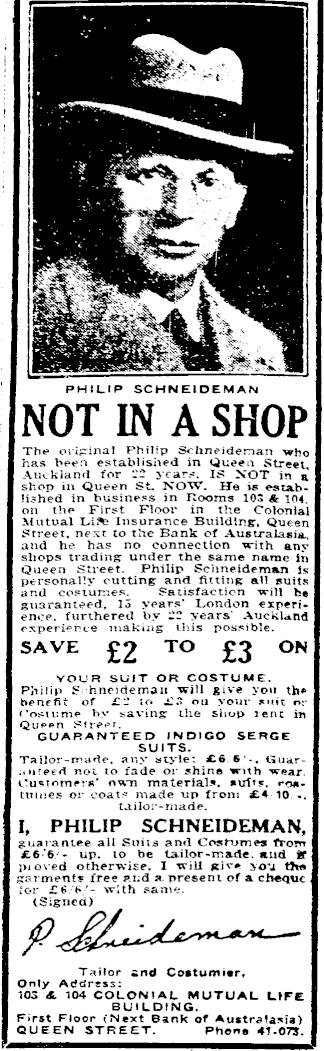 PHILIP SCHNEIDEMAN
NOT IN A SHOP
The original Philip Schneideman who
has been established in Queen Street,
Auckland for 22 years, IS NOT in a
shop in Queen St. NOW. He is estab-
lished in business in Rooms 103 & 104,
on the First Floor in the Colonial
Mutual Life Insurance Building, Queen
Street, next to the Bank of Australasia,
and he has no connection with any
shops trading under the same name in
Queen Street. Philip Schneideman is
personally cutting and fitting all suits
and costumes. Satisfaction will be
guaranteed, 15 years' London experi-
ence, furthered by 22 years' Auckland
experience making this possible.
SAVE £2 TO £3 ON
YOUR SUIT OR COSTUME.
Philip Schneideman will give you the
benefit of £2 to £3 on your suit or
Costume by saving the shop rent in
Queen Street.
GUARANTEED INDIGO SERGE
SUITS.
Tailor-made, any style: £6/6/-. Guar-
anteed not to fade or shine with wear.
Customers' own materials, suits, cos-
tumes or coats made up from £4/10/-,
tailor-made.
I, PHILIP SCHNEIDEMAN,
guarantee all Suits and Costumes from
£6/6/- up, to be tailor-made, and if
proved otherwise, I will give you the
garments free and a present of a cheque
for £6/6/- with same.
(Signed)
P. Schneideman
Tailor and Costumier,
Only Address:
103 & 104 COLONIAL MUTUAL LIFE
BUILDING.
First Floor (Next Bank of Australasia)
QUEEN STREET. Phone 41-073.